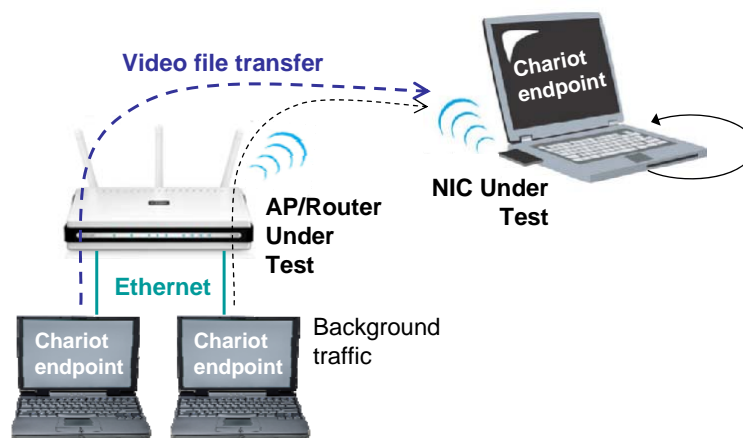 Video file transfer
Chariot
endpoint
NIC Under
Test
AP/Router
Under
Test
Ethernet
Chariot
endpoint
Chariot
endpoint
Background
traffic